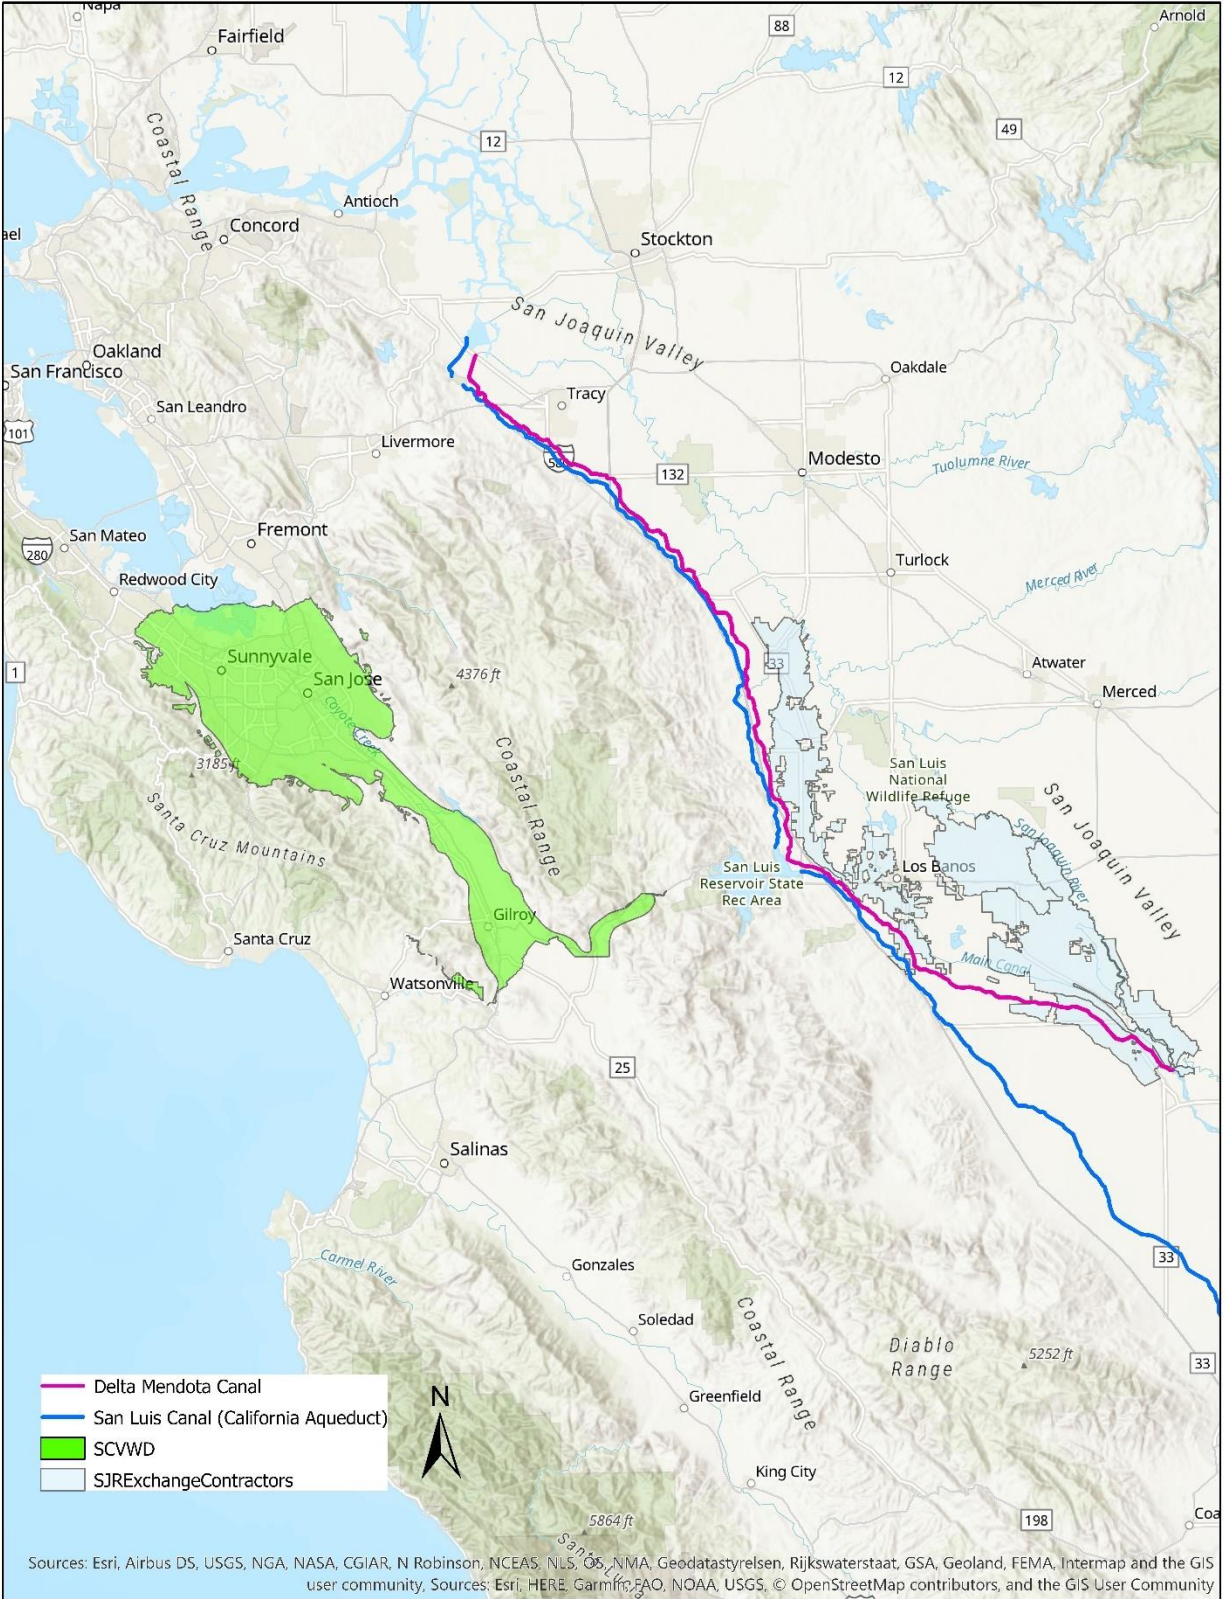 Napa
Fairfield
88
Arnold
12
49
12
Coastal Range
Antioch
Concord
ael
Stockton
San Joaquin Valley
Oakland
San Francisco
Oakdale
San Leandro
Tracy
101
Livermore
580
132
Modesto
Tuolumne River
Fremont
San Mateo
280
Redwood City
Turlock
Merced River
Sunnyvale
33
Atwater
1
San Jose
4376 ft
Merced
Coyote Creek
3185 ft
Coastal Range
San Luis
National
Wildlife Refuge
San Joaquin Valley
Santa Cruz Mountains
San Joaquin River
San Luis
Reservoir State
Rec Area
Los Banos
Gilroy
Santa Cruz
Main Canal
Watsonville
25
Salinas
Carmel River
33
Gonzales
Soledad
Coastal Range
Diablo
Range
5252 ft
33
Delta Mendota Canal
N
Greenfield
San Luis Canal (California Aqueduct)
SCVWD
SJRExchangeContractors
King City
5864 ft
198
Coa
Santa Lucia
Sources: Esri, Airbus DS, USGS, NGA, NASA, CGIAR, N Robinson, NCEAS, NLS, OS, NMA, Geodatastyrelsen, Rijkswaterstaat, GSA, Geoland, FEMA, Intermap and the GIS
user community, Sources: Esri, HERE, Garmin, FAO, NOAA, USGS, © OpenStreetMap contributors, and the GIS User Community